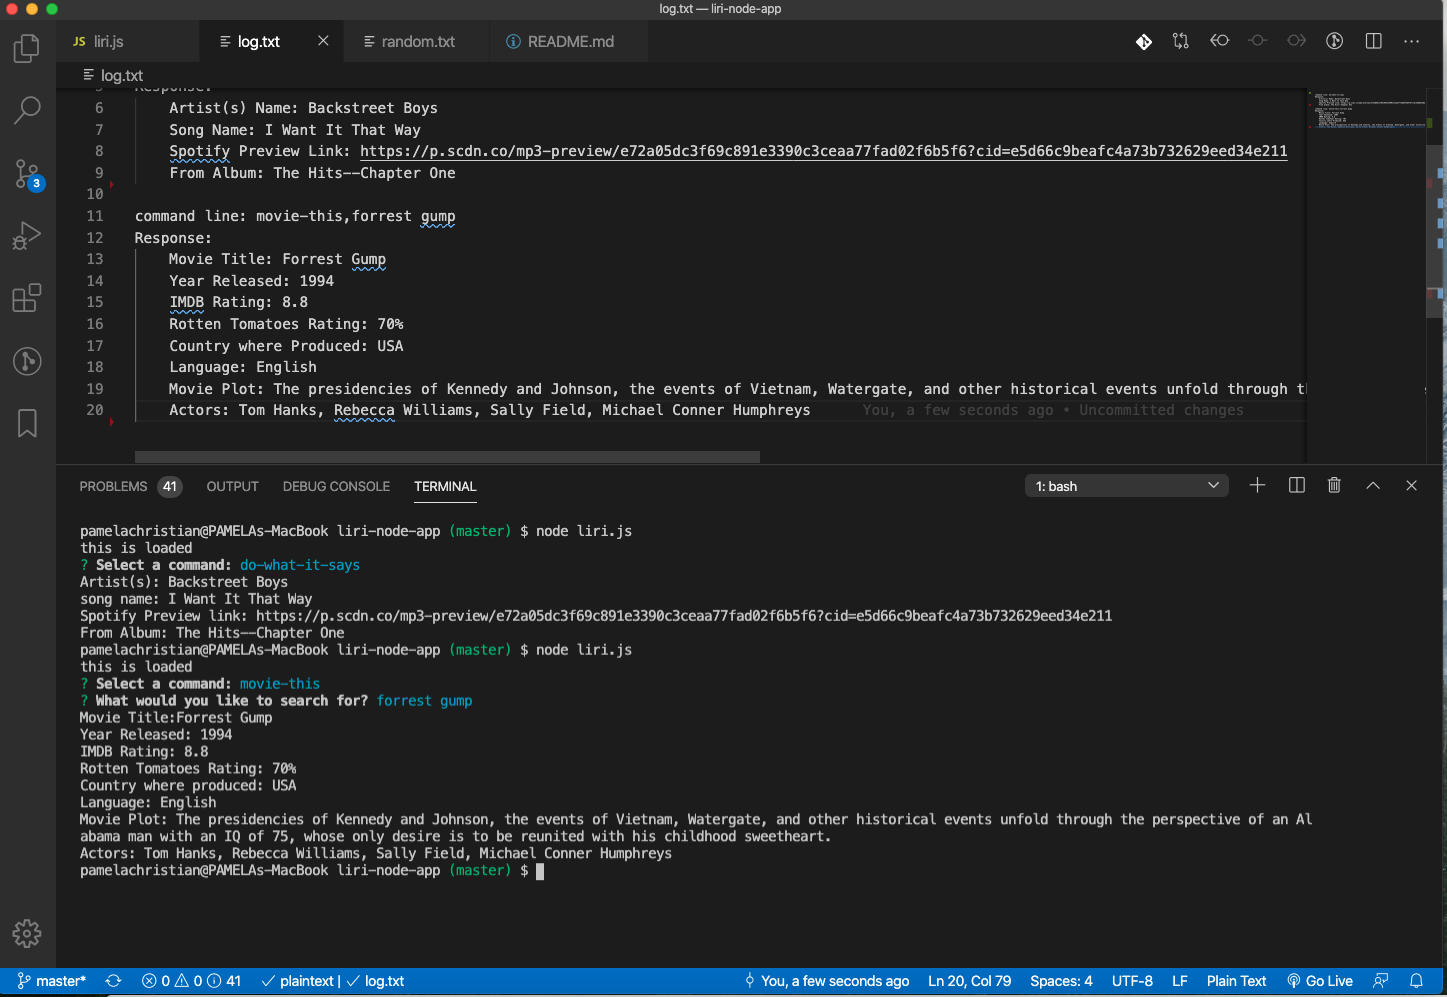 log.txt — liri-node-app
JS liri.js
log.txt
random.txt
README.md
log.txt
5 Response:
6 Artist(s) Name: Backstreet Boys
7 Song Name: I Want It That Way
8 Spotify Preview Link: https://p.scdn.co/mp3-preview/e72a05dc3f69c891e3390c3ceaa77fad02f6b5f6?cid=e5d66c9beafc4a73b732629eed34e211
9 From Album: The Hits--Chapter One
10
11 command line: movie-this,forrest gump
12 Response:
13 Movie Title: Forrest Gump
14 Year Released: 1994
15 IMDB Rating: 8.8
16 Rotten Tomatoes Rating: 70%
17 Country where Produced: USA
18 Language: English
19 Movie Plot: The presidencies of Kennedy and Johnson, the events of Vietnam, Watergate, and other historical events unfold through
20 Actors: Tom Hanks, Rebecca Williams, Sally Field, Michael Conner Humphreys You, a few seconds ago • Uncommitted changes
3
PROBLEMS 41 OUTPUT DEBUG CONSOLE TERMINAL 1: bash
pamelachristian@PAMELAs-MacBook liri-node-app (master) $ node liri.js
this is loaded
? Select a command: do-what-it-says
Artist(s): Backstreet Boys
song name: I Want It That Way
Spotify Preview link: https://p.scdn.co/mp3-preview/e72a05dc3f69c891e3390c3ceaa77fad02f6b5f6?cid=e5d66c9beafc4a73b732629eed34e211
From Album: The Hits--Chapter One
pamelachristian@PAMELAs-MacBook liri-node-app (master) $ node liri.js
this is loaded
? Select a command: movie-this
? What would you like to search for? forrest gump
Movie Title:Forrest Gump
Year Released: 1994
IMDB Rating: 8.8
Rotten Tomatoes Rating: 70%
Country where produced: USA
Language: English
Movie Plot: The presidencies of Kennedy and Johnson, the events of Vietnam, Watergate, and other historical events unfold through the perspective of an Al
abama man with an IQ of 75, whose only desire is to be reunited with his childhood sweetheart.
Actors: Tom Hanks, Rebecca Williams, Sally Field, Michael Conner Humphreys
pamelachristian@PAMELAs-MacBook liri-node-app (master) $
master* 0 0 41 ✓ plaintext | ✓ log.txt You, a few seconds ago Ln 20, Col 79 Spaces: 4 UTF-8 LF Plain Text Go Live